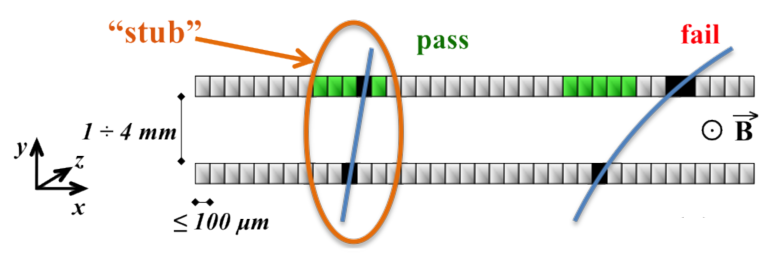 “stub”
pass
fail
1 ÷ 4 mm
B
y
z
x
≤ 100 μm